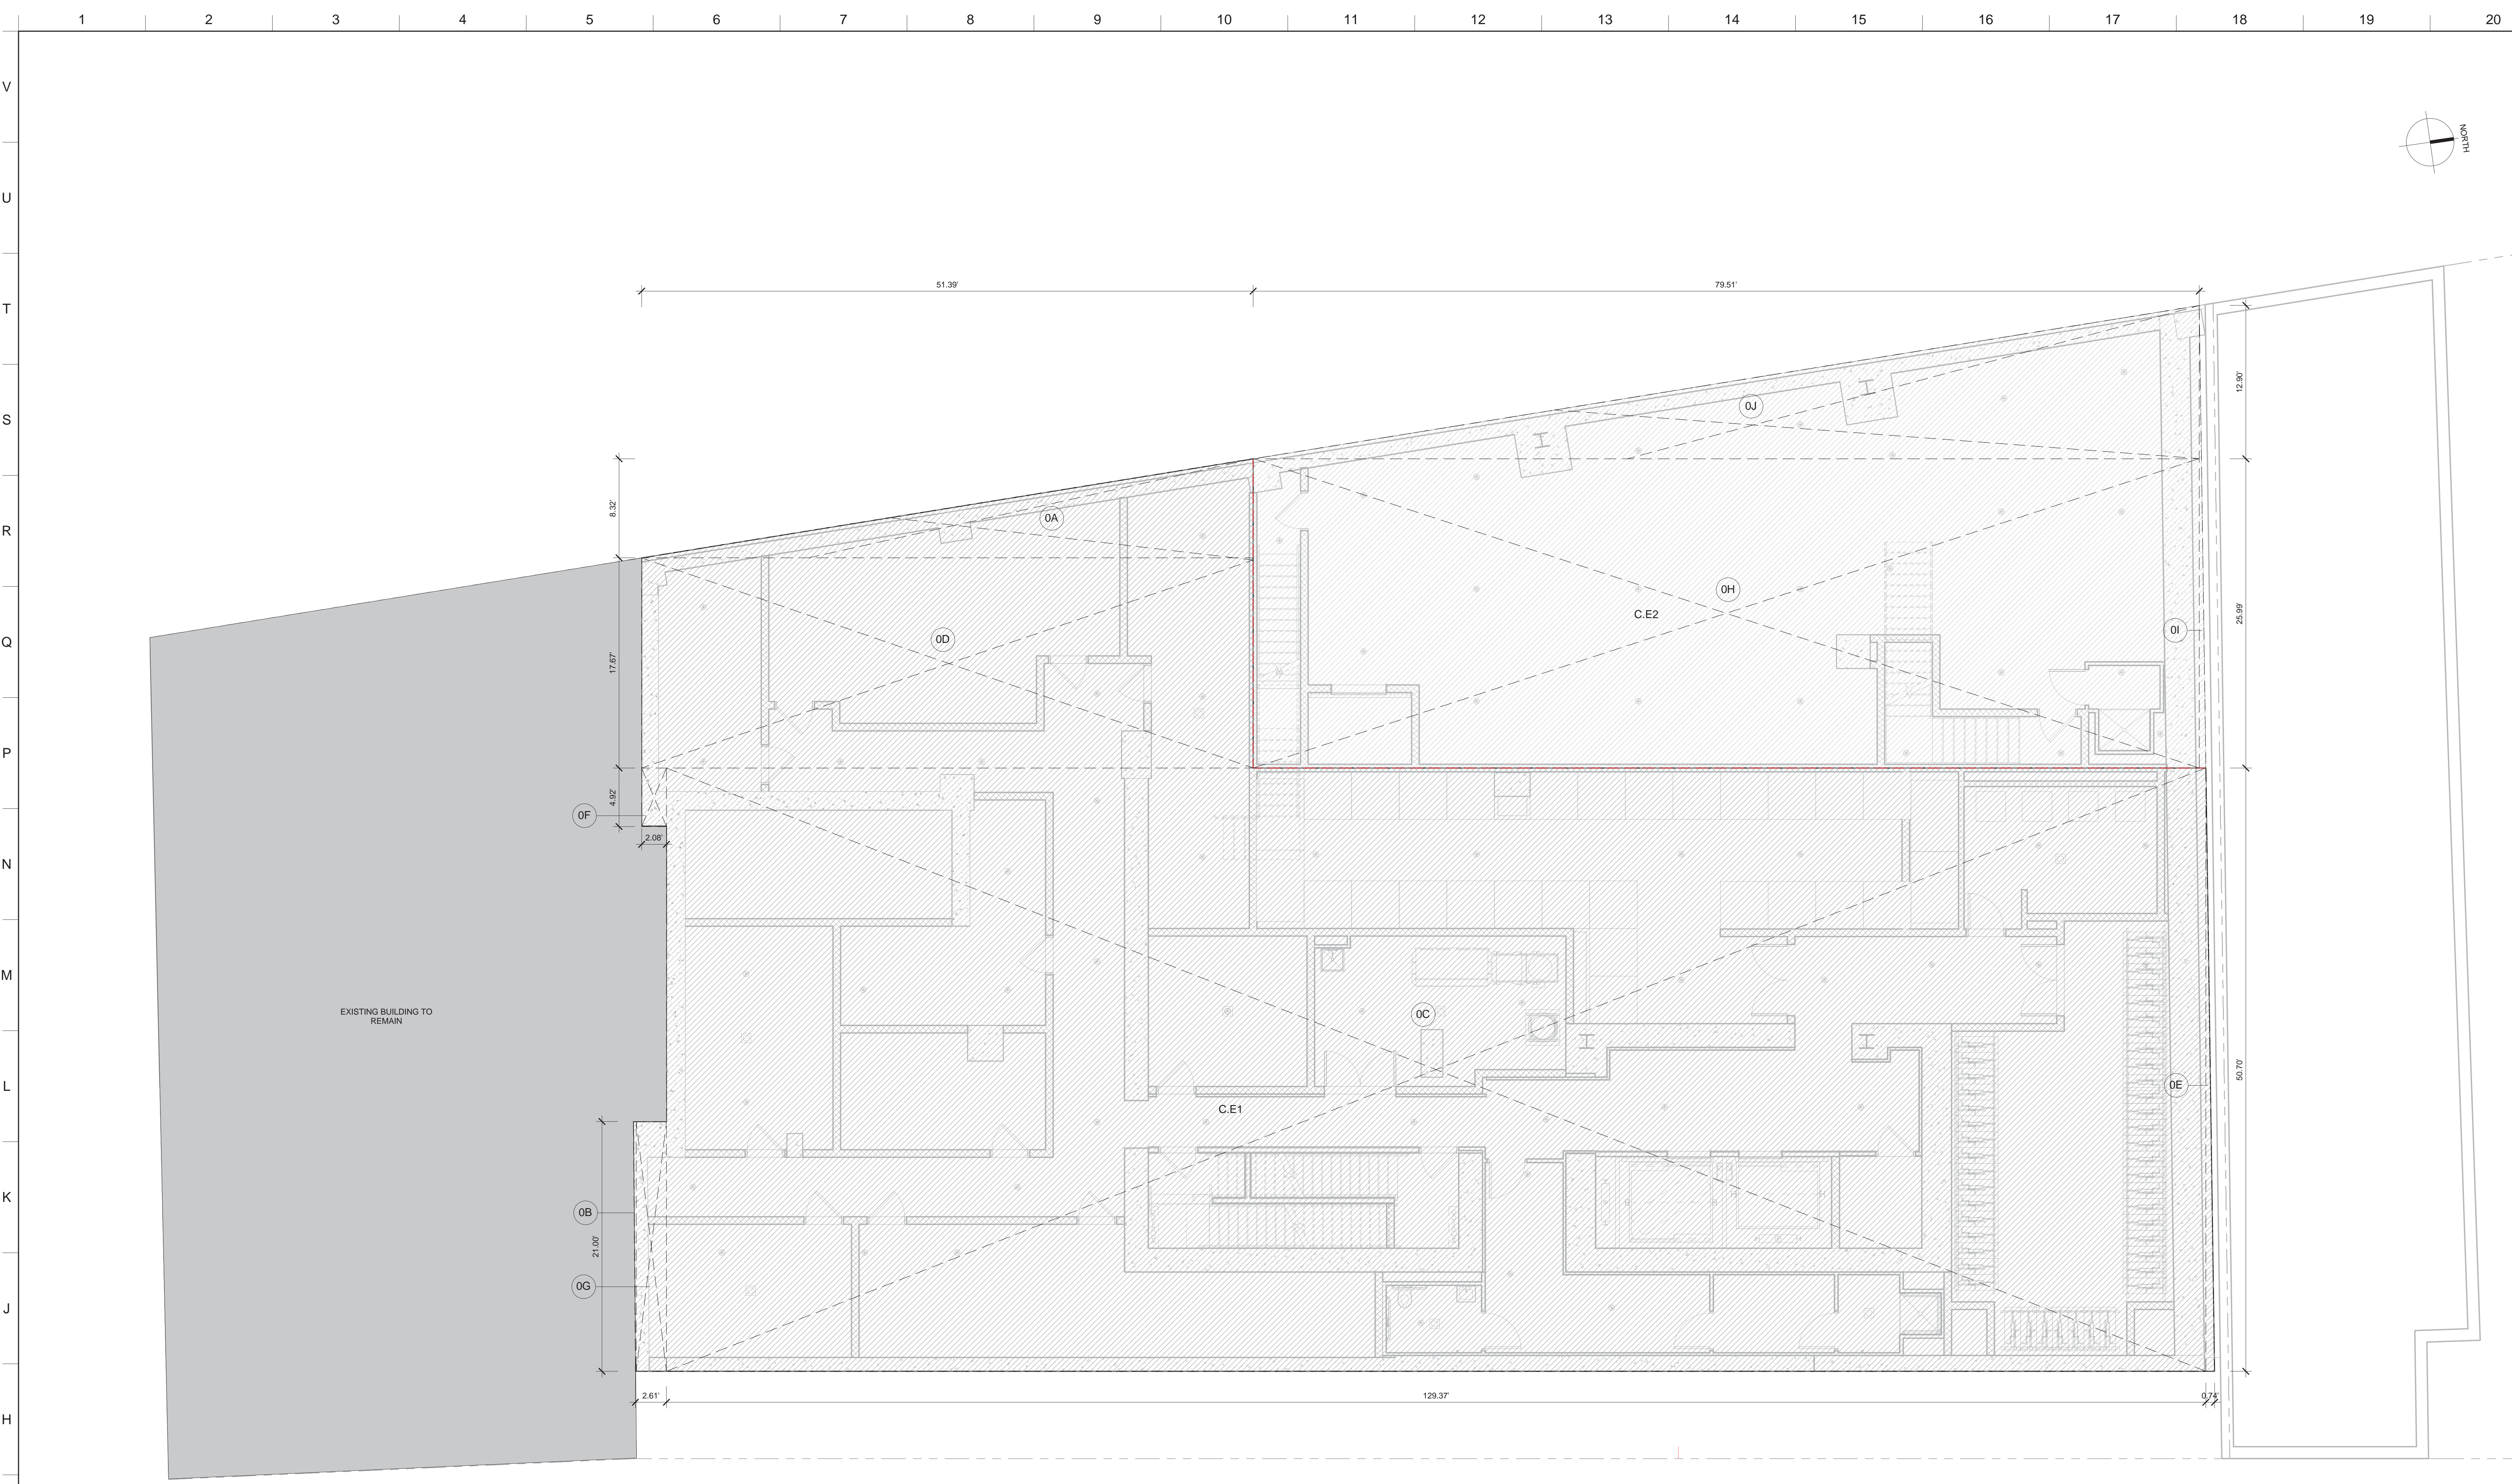 1 2 3 4 5 6 7 8 9 10 11 12 13 14 15 16 17 18 19 20
V
NORTH
U
51.39' 79.51'
T
12.90'
0J
S
8.32'
0A
R
0H
25.99'
C.E2
0I
0D
Q
17.67'
P
4.92'
0F
2.08'
N
M
EXISTING BUILDING TO
REMAIN
0C
L
50.70'
0E
C.E1
K
0B
21.00'
0G
J
2.61' 129.37' 0.74'
H